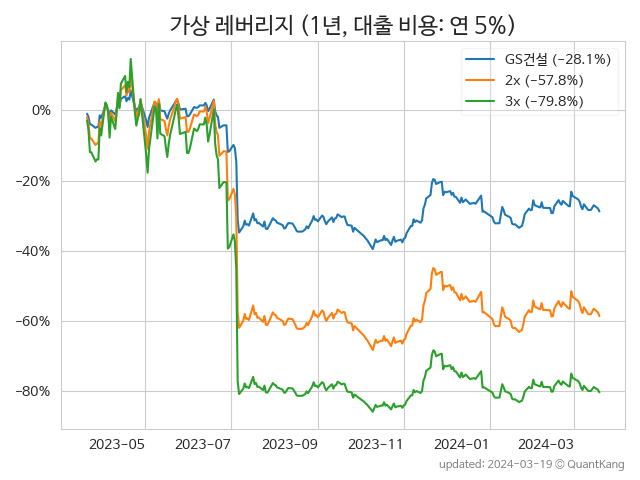 가상 레버리지 (1년, 대출 비용: 연 5%)
GS건설 (−28.1%)
2x (−57.8%)
3x (−79.8%)
0%
−20%
−40%
−60%
−80%
2023-05 2023-07 2023-09 2023-11 2024-01 2024-03
updated: 2024-03-19 © QuantKang